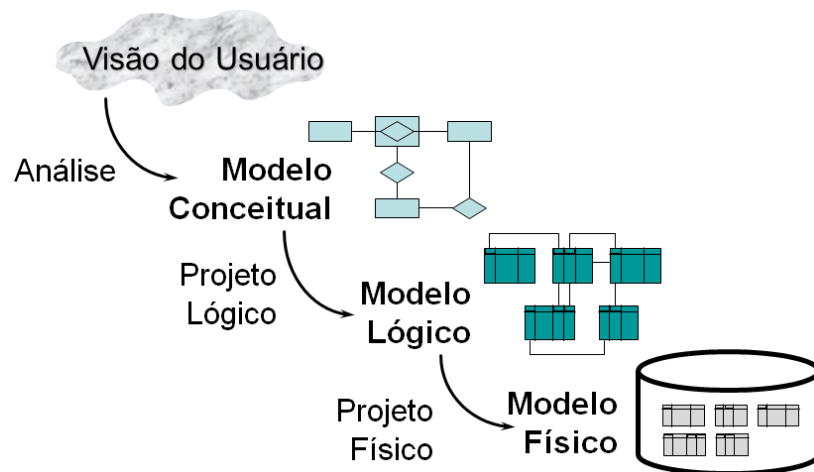 Visão do Usuário
Análise
Modelo
Conceitual
Projeto
Lógico
Modelo
Lógico
Projeto
Físico
Modelo
Físico